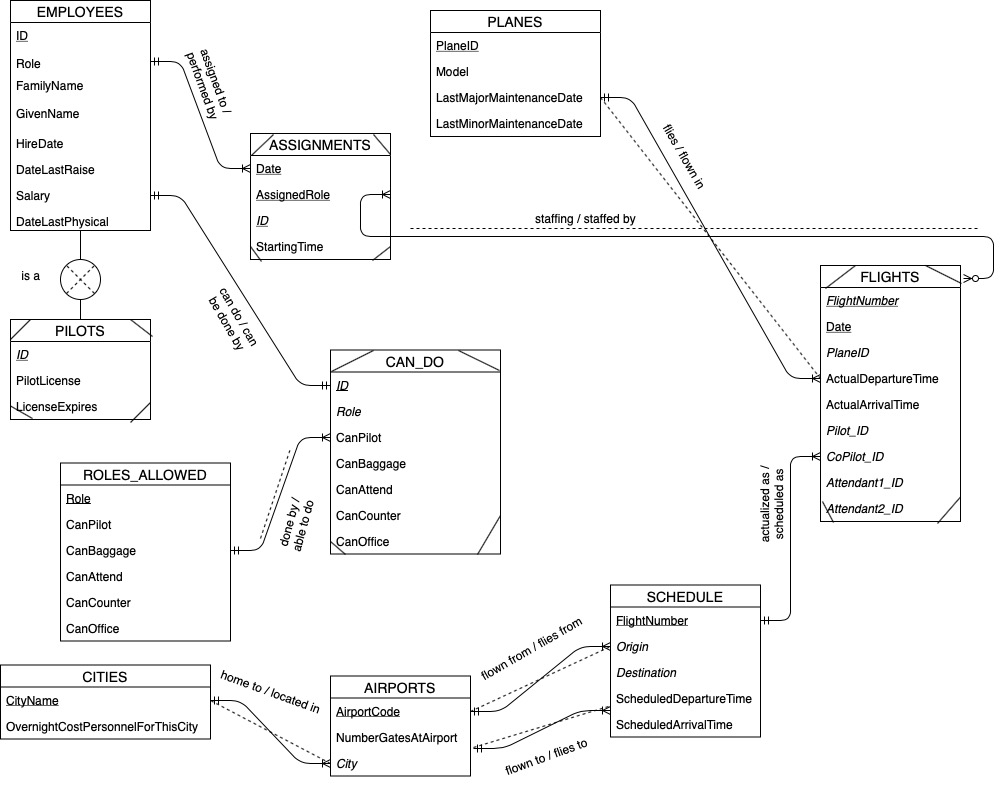 EMPLOYEES
ID
Role
FamilyName
GivenName
HireDate
DateLastRaise
Salary
DateLastPhysical
is a
PILOTS
ID
PilotLicense
LicenseExpires
assigned to /
performed by
ASSIGNMENTS
Date
AssignedRole
ID
StartingTime
PLANES
PlaneID
Model
LastMajorMaintenanceDate
LastMinorMaintenanceDate
flies / flown in
staffing / staffed by
FLIGHTS
FlightNumber
Date
PlaneID
ActualDepartureTime
ActualArrivalTime
Pilot_ID
CoPilot_ID
Attendant1_ID
Attendant2_ID
can do / can
be done by
CAN_DO
ID
Role
CanPilot
CanBaggage
CanAttend
CanCounter
CanOffice
ROLES_ALLOWED
Role
CanPilot
CanBaggage
CanAttend
CanCounter
CanOffice
done by /
able to do
actualized as /
scheduled as
SCHEDULE
FlightNumber
Origin
Destination
ScheduledDepartureTime
ScheduledArrivalTime
flown from / flies from
flown to / flies to
CITIES
CityName
OvernightCostPersonnelForThisCity
home to / located in
AIRPORTS
AirportCode
NumberGatesAtAirport
City